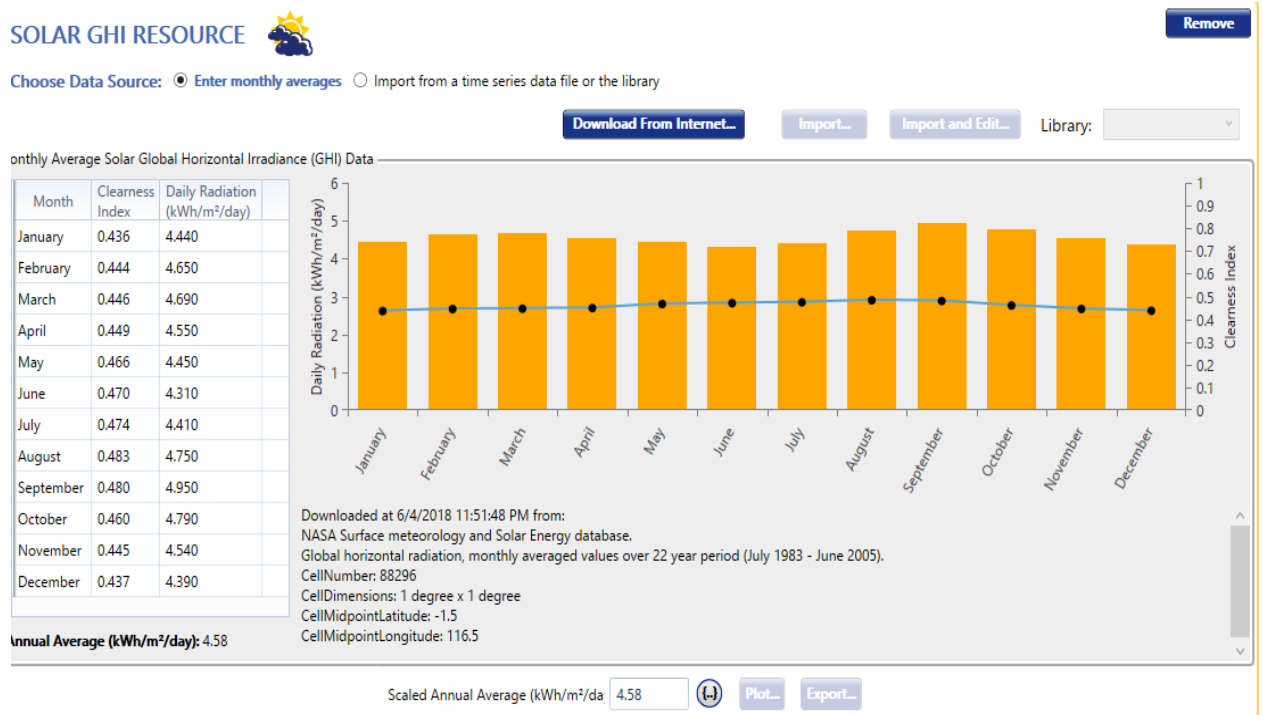 SOLAR GHI RESOURCE
Remove
Choose Data Source: Enter monthly averages Import from a time series data file or the library
Download From Internet... Import... Import and Edit... Library:
onthly Average Solar Global Horizontal Irradiance (GHI) Data
Month Clearness Index Daily Radiation (kWh/m²/day)
January 0.436 4.440
February 0.444 4.650
March 0.446 4.690
April 0.449 4.550
May 0.466 4.450
June 0.470 4.310
July 0.474 4.410
August 0.483 4.750
September 0.480 4.950
October 0.460 4.790
November 0.445 4.540
December 0.437 4.390
nnual Average (kWh/m²/day): 4.58
Daily Radiation (kWh/m²/day)
6
5
4
3
2
1
0
1
0.9
0.8
0.7
0.6
0.5
0.4
0.3
0.2
0.1
0
Clearness Index
January February March April May June July August September October November December
Downloaded at 6/4/2018 11:51:48 PM from:
NASA Surface meteorology and Solar Energy database.
Global horizontal radiation, monthly averaged values over 22 year period (July 1983 - June 2005).
CellNumber: 88296
CellDimensions: 1 degree x 1 degree
CellMidpointLatitude: -1.5
CellMidpointLongitude: 116.5
Scaled Annual Average (kWh/m²/da 4.58 {..} Plot... Export...